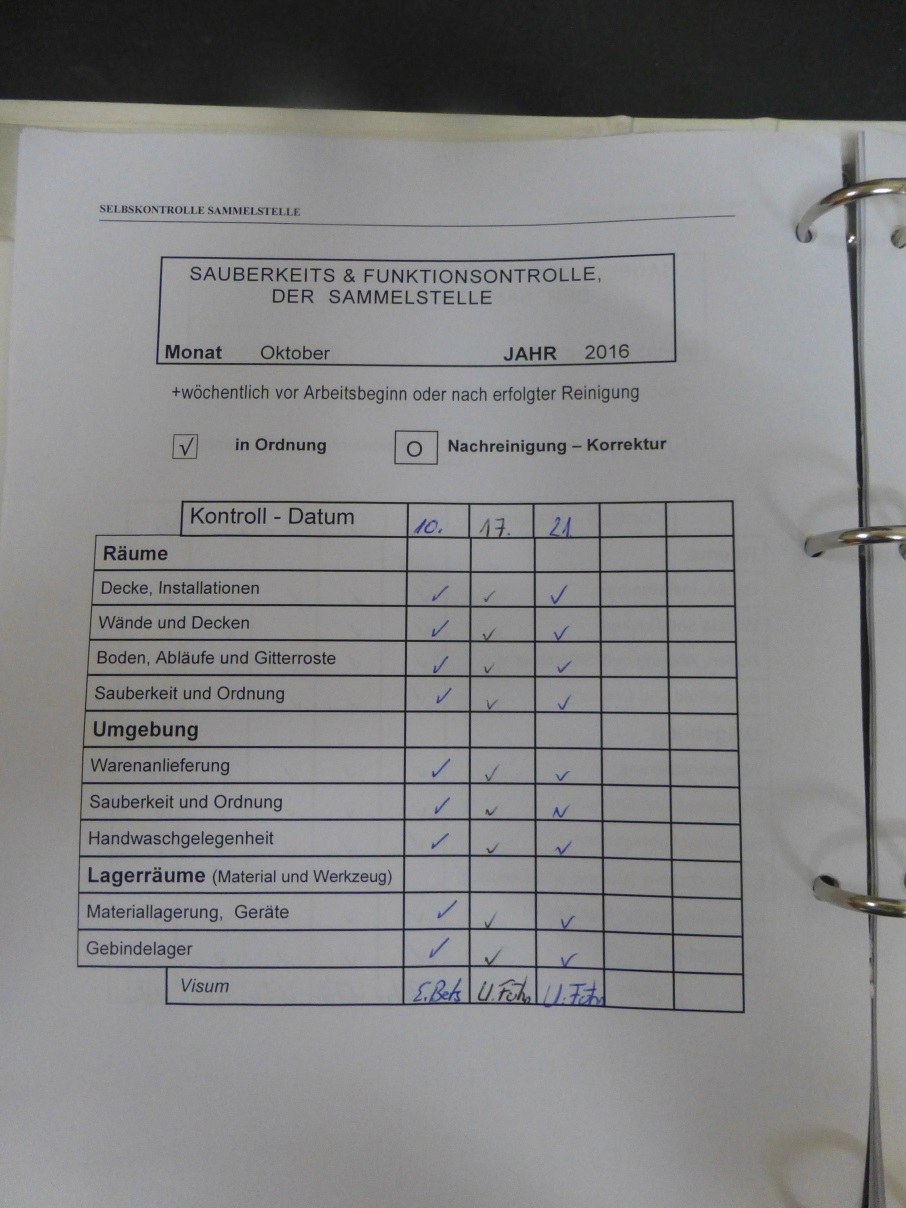 SELBSKONTROLLE SAMMELSTELLE
SAUBERKEITS & FUNKTIONSONTROLLE,
DER SAMMELSTELLE
Monat Oktober JAHR 2016
+wöchentlich vor Arbeitsbeginn oder nach erfolgter Reinigung
√ in Ordnung O Nachreinigung – Korrektur
Kontroll - Datum 10. 17. 21
Räume
Decke, Installationen ✓ ✓ ✓
Wände und Decken ✓ ✓ ✓
Boden, Abläufe und Gitterroste ✓ ✓ ✓
Sauberkeit und Ordnung ✓ ✓ ✓
Umgebung
Warenanlieferung ✓ ✓ ✓
Sauberkeit und Ordnung ✓ ✓ ✓
Handwaschgelegenheit ✓ ✓ ✓
Lagerräume (Material und Werkzeug)
Materiallagerung, Geräte ✓ ✓ ✓
Gebindelager ✓ ✓ ✓
Visum